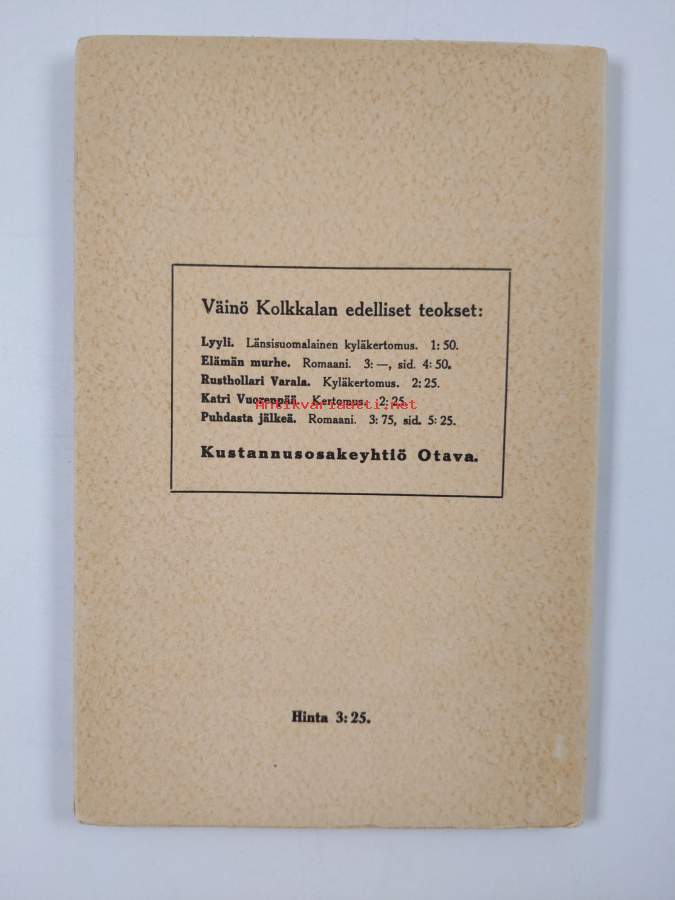 Väinö Kolkkalan edelliset teokset:
Lyyli. Länsisuomalainen kyläkertomus. 1: 50.
Elämän murhe. Romaani. 3: —, sid. 4: 50.
Rusthollari Varala. Kyläkertomus. 2: 25.
Katri Vuorenpää. Kertomus. 2: 25.
Antikvariaatti.net
Puhdasta jälkeä. Romaani. 3: 75, sid. 5: 25.
Kustannusosakeyhtiö Otava.
Hinta 3: 25.